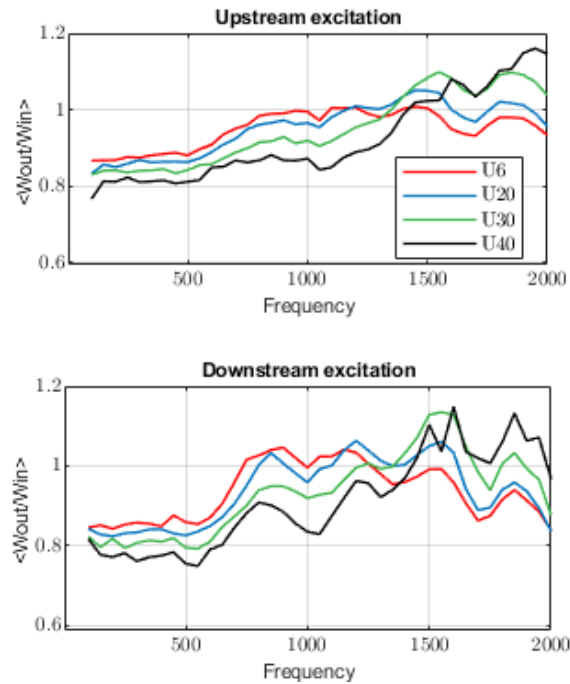 Upstream excitation
1.2
1
0.8
0.6
<Wout/Win>
U6
U20
U30
U40
500 1000 1500 2000
Frequency
Downstream excitation
1.2
1
0.8
0.6
<Wout/Win>
500 1000 1500 2000
Frequency